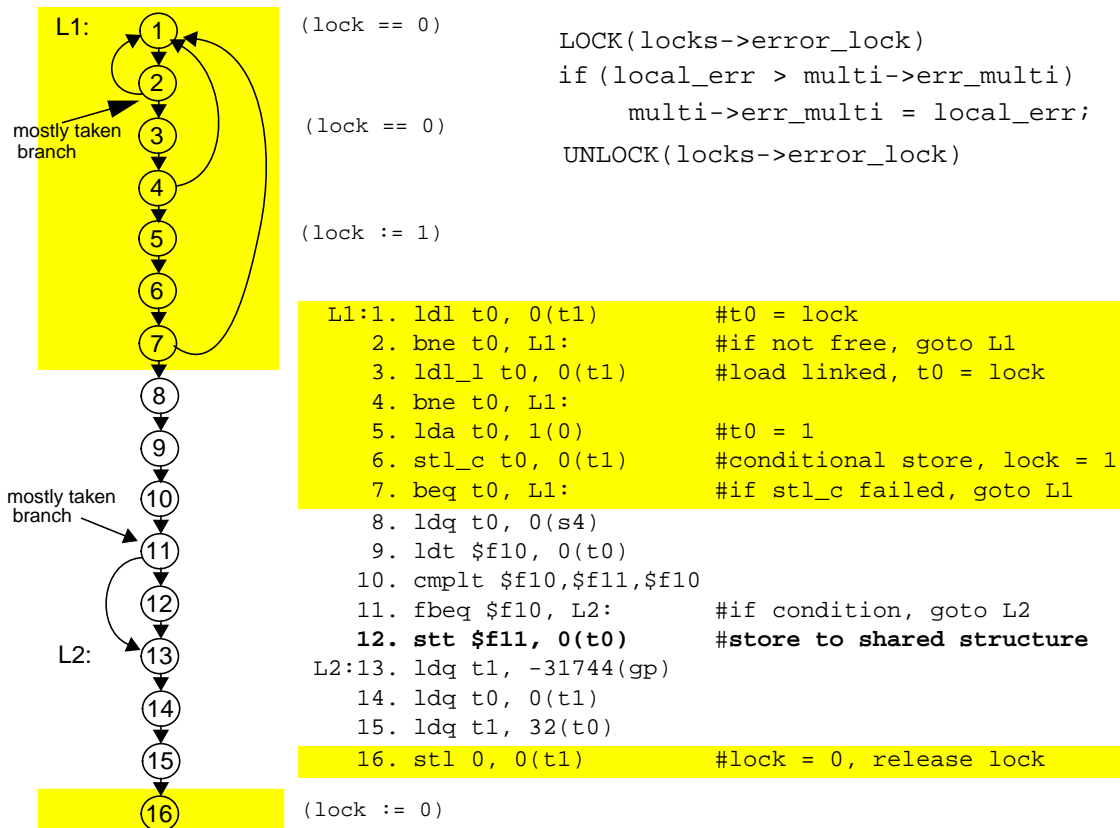 L1:
1
(lock == 0)
2
mostly taken
branch
3
(lock == 0)
4
5
(lock := 1)
6
7
8
9
10
mostly taken
branch
11
12
L2:
13
14
15
16
(lock := 0)
LOCK(locks->error_lock)
if (local_err > multi->err_multi)
multi->err_multi = local_err;
UNLOCK(locks->error_lock)
L1:1. ldl t0, 0(t1) #t0 = lock
2. bne t0, L1: #if not free, goto L1
3. ldl_l t0, 0(t1) #load linked, t0 = lock
4. bne t0, L1:
5. lda t0, 1(0) #t0 = 1
6. stl_c t0, 0(t1) #conditional store, lock = 1
7. beq t0, L1: #if stl_c failed, goto L1
8. ldq t0, 0(s4)
9. ldt $f10, 0(t0)
10. cmplt $f10,$f11,$f10
11. fbeq $f10, L2: #if condition, goto L2
12. stt $f11, 0(t0) #store to shared structure
L2:13. ldq t1, -31744(gp)
14. ldq t0, 0(t1)
15. ldq t1, 32(t0)
16. stl 0, 0(t1) #lock = 0, release lock